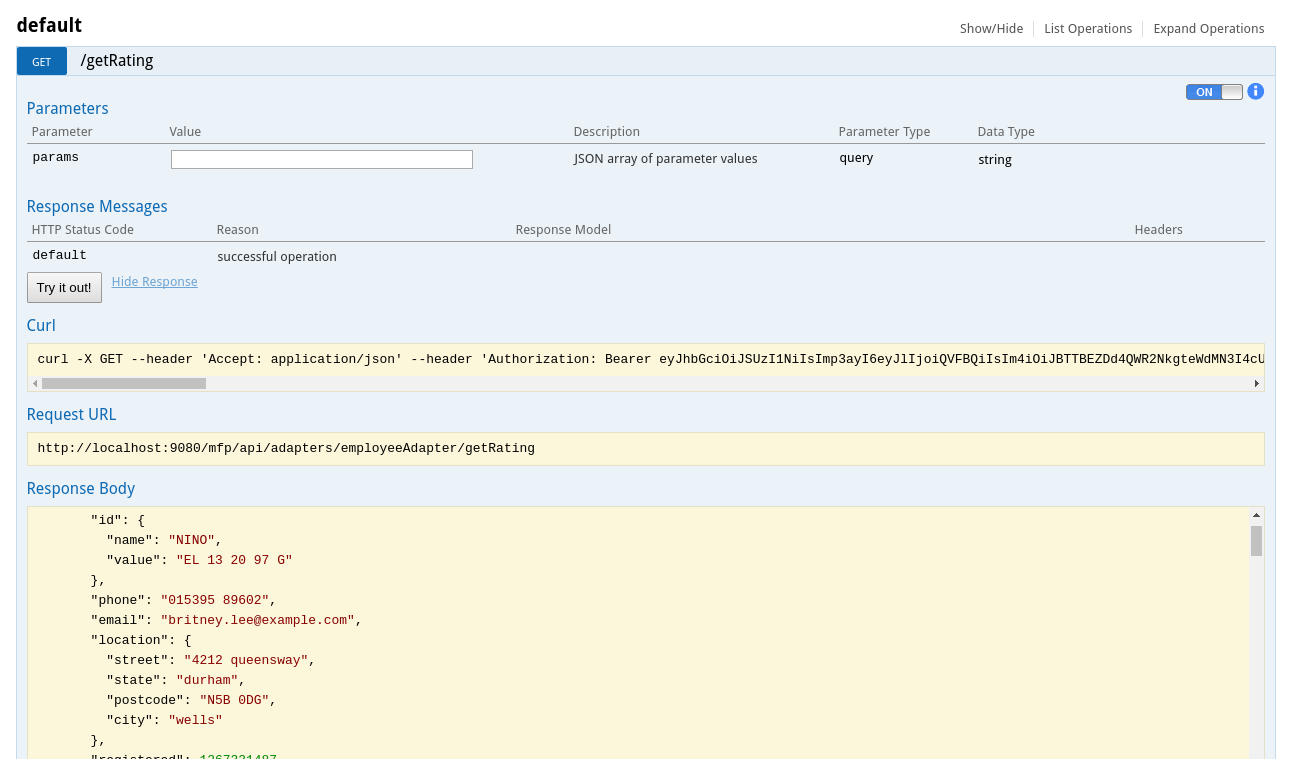 default
Show/Hide List Operations Expand Operations
GET /getRating
ON
Parameters
Parameter Value Description Parameter Type Data Type
params JSON array of parameter values query string
Response Messages
HTTP Status Code Reason Response Model Headers
default successful operation
Try it out! Hide Response
Curl
curl -X GET --header 'Accept: application/json' --header 'Authorization: Bearer eyJhbGciOiJSUzI1NiIsImp3ayI6eyJlIjoiQVFBQiIsIm4iOiJBTTBEZDd4QWR2NkgteWdMN3I4cU
Request URL
http://localhost:9080/mfp/api/adapters/employeeAdapter/getRating
Response Body
"id": {
"name": "NINO",
"value": "EL 13 20 97 G"
},
"phone": "015395 89602",
"email": "britney.lee@example.com",
"location": {
"street": "4212 queensway",
"state": "durham",
"postcode": "N5B 0DG",
"city": "wells"
},
"registered": 1267331487